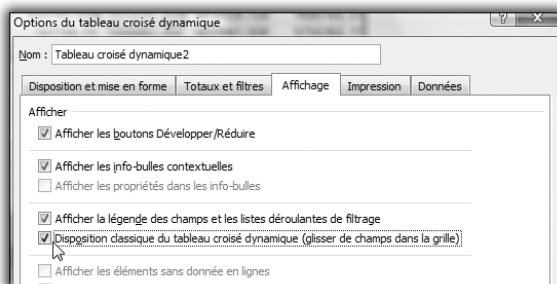 Options du tableau croisé dynamique
Nom : Tableau croisé dynamique2
Disposition et mise en forme Totaux et filtres Affichage Impression Données
Afficher
Afficher les boutons Développer/Réduire
Afficher les info-bulles contextuelles
Afficher les propriétés dans les info-bulles
Afficher la légende des champs et les listes déroulantes de filtrage
Disposition classique du tableau croisé dynamique (glisser de champs dans la grille)
Afficher les éléments sans donnée en lignes